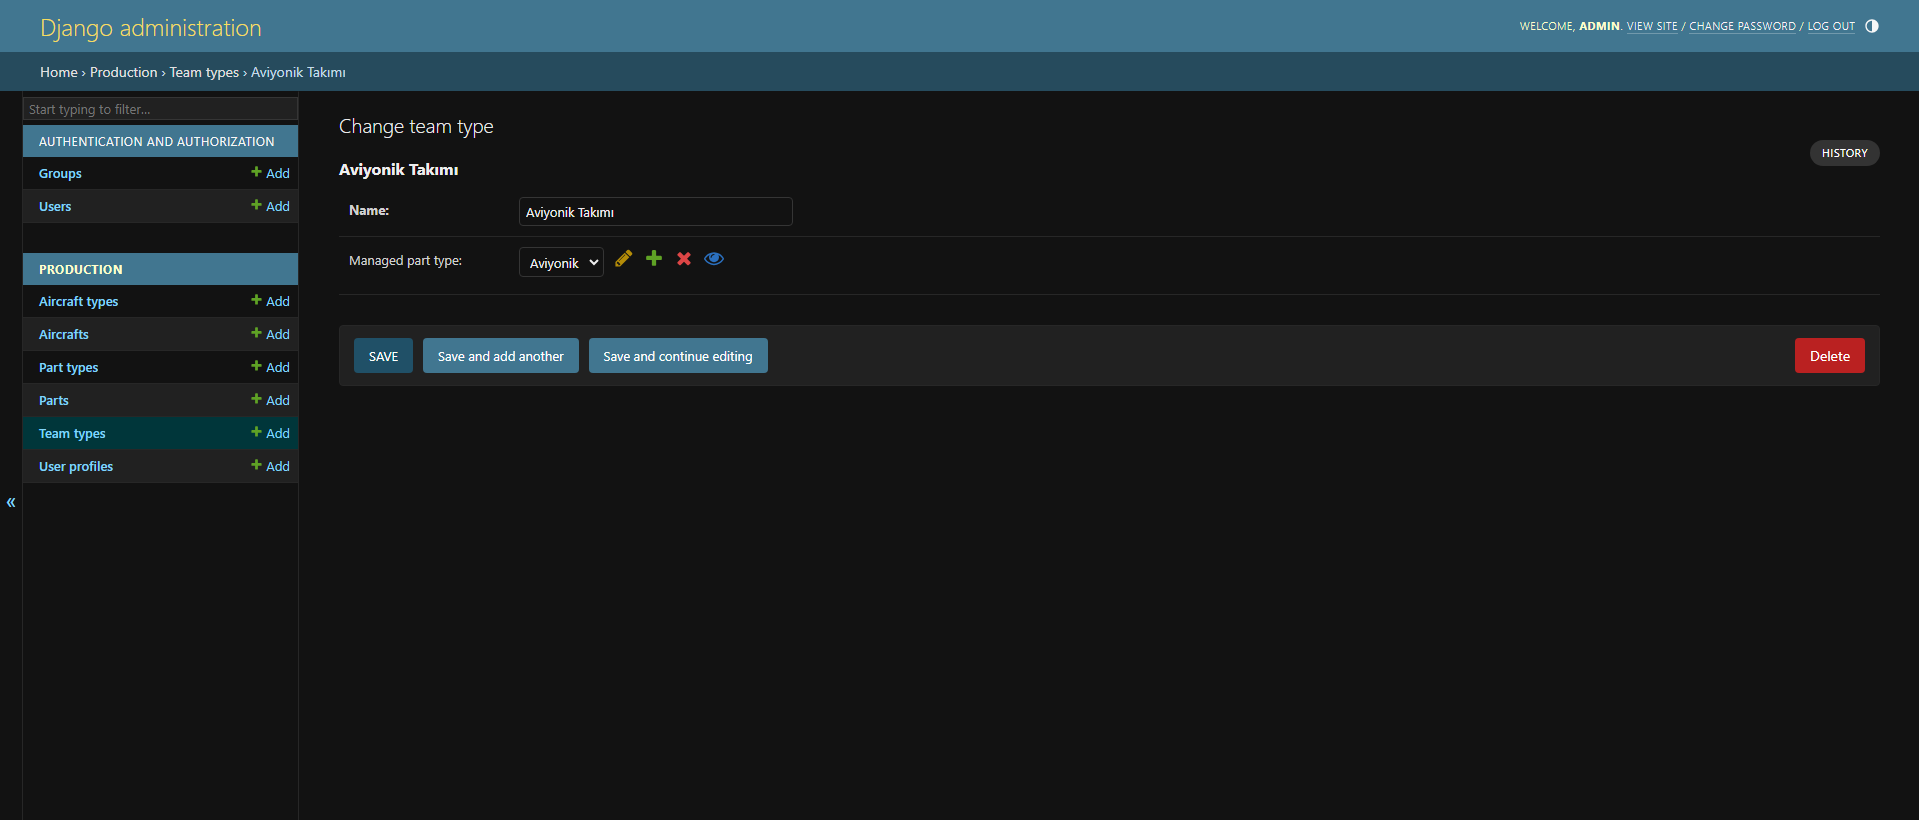 Django administration
WELCOME, ADMIN. VIEW SITE / CHANGE PASSWORD / LOG OUT
Home › Production › Team types › Aviyonik Takımı
Start typing to filter...
AUTHENTICATION AND AUTHORIZATION
Groups Add
Users Add
PRODUCTION
Aircraft types Add
Aircrafts Add
Part types Add
Parts Add
Team types Add
User profiles Add
«
Change team type
HISTORY
Aviyonik Takımı
Name: Aviyonik Takımı
Managed part type: Aviyonik
SAVE Save and add another Save and continue editing Delete